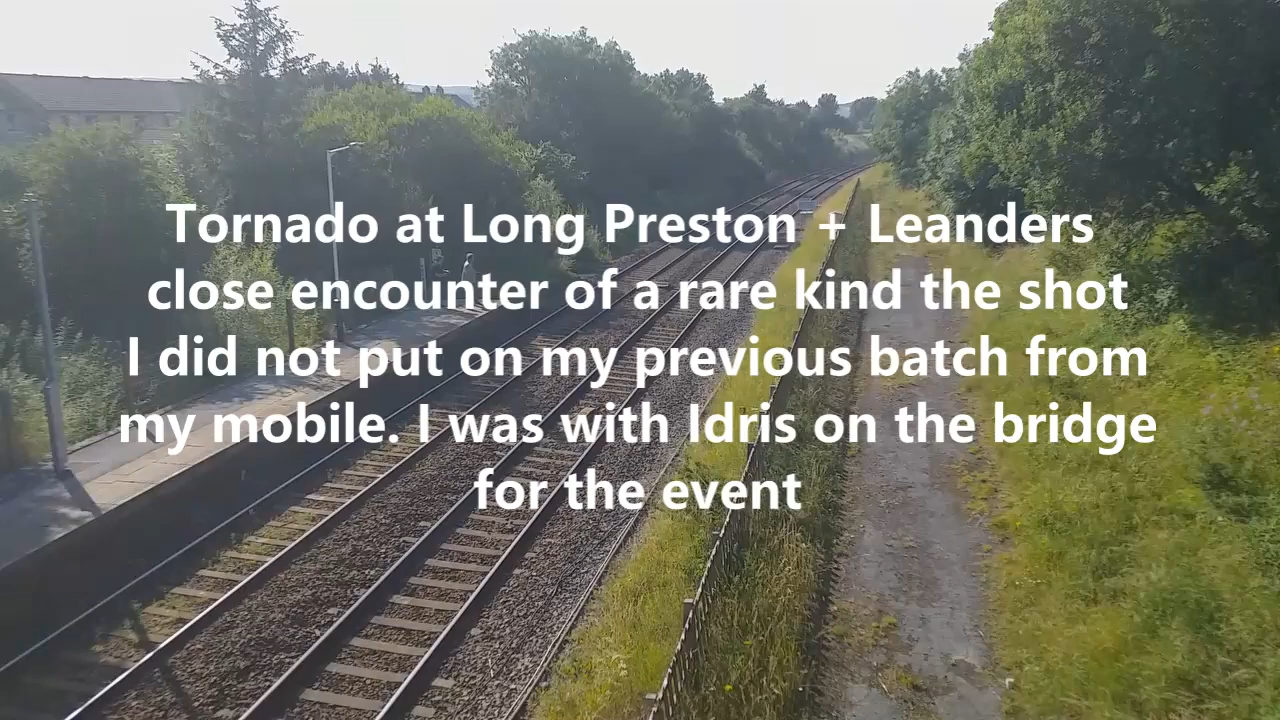 Tornado at Long Preston + Leanders
close encounter of a rare kind the shot
I did not put on my previous batch from
my mobile. I was with Idris on the bridge
for the event